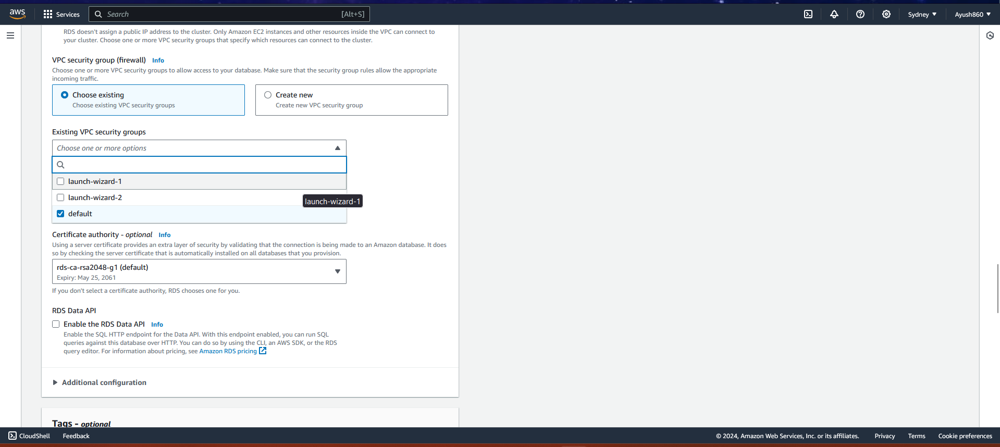 aws
Services
Search
[Alt+S]
Sydney
Ayush860
RDS doesn't assign a public IP address to the cluster. Only Amazon EC2 instances and other resources inside the VPC can connect to
your cluster. Choose one or more VPC security groups that specify which resources can connect to the cluster.
VPC security group (firewall) Info
Choose one or more VPC security groups to allow access to your database. Make sure that the security group rules allow the appropriate
incoming traffic.
Choose existing
Choose existing VPC security groups
Create new
Create new VPC security group
Existing VPC security groups
Choose one or more options
launch-wizard-1
launch-wizard-2
launch-wizard-1
default
Certificate authority - optional Info
Using a server certificate provides an extra layer of security by validating that the connection is being made to an Amazon database. It does
so by checking the server certificate that is automatically installed on all databases that you provision.
rds-ca-rsa2048-g1 (default)
Expiry: May 25, 2061
If you don't select a certificate authority, RDS chooses one for you.
RDS Data API
Enable the RDS Data API Info
Enable the SQL HTTP endpoint for the Data API. With this endpoint enabled, you can run SQL
queries against this database over HTTP. You can do so by using the CLI, an AWS SDK, or the RDS
query editor. For information about pricing, see Amazon RDS pricing
Additional configuration
Tags - optional
CloudShell
Feedback
© 2024, Amazon Web Services, Inc. or its affiliates.
Privacy
Terms
Cookie preferences